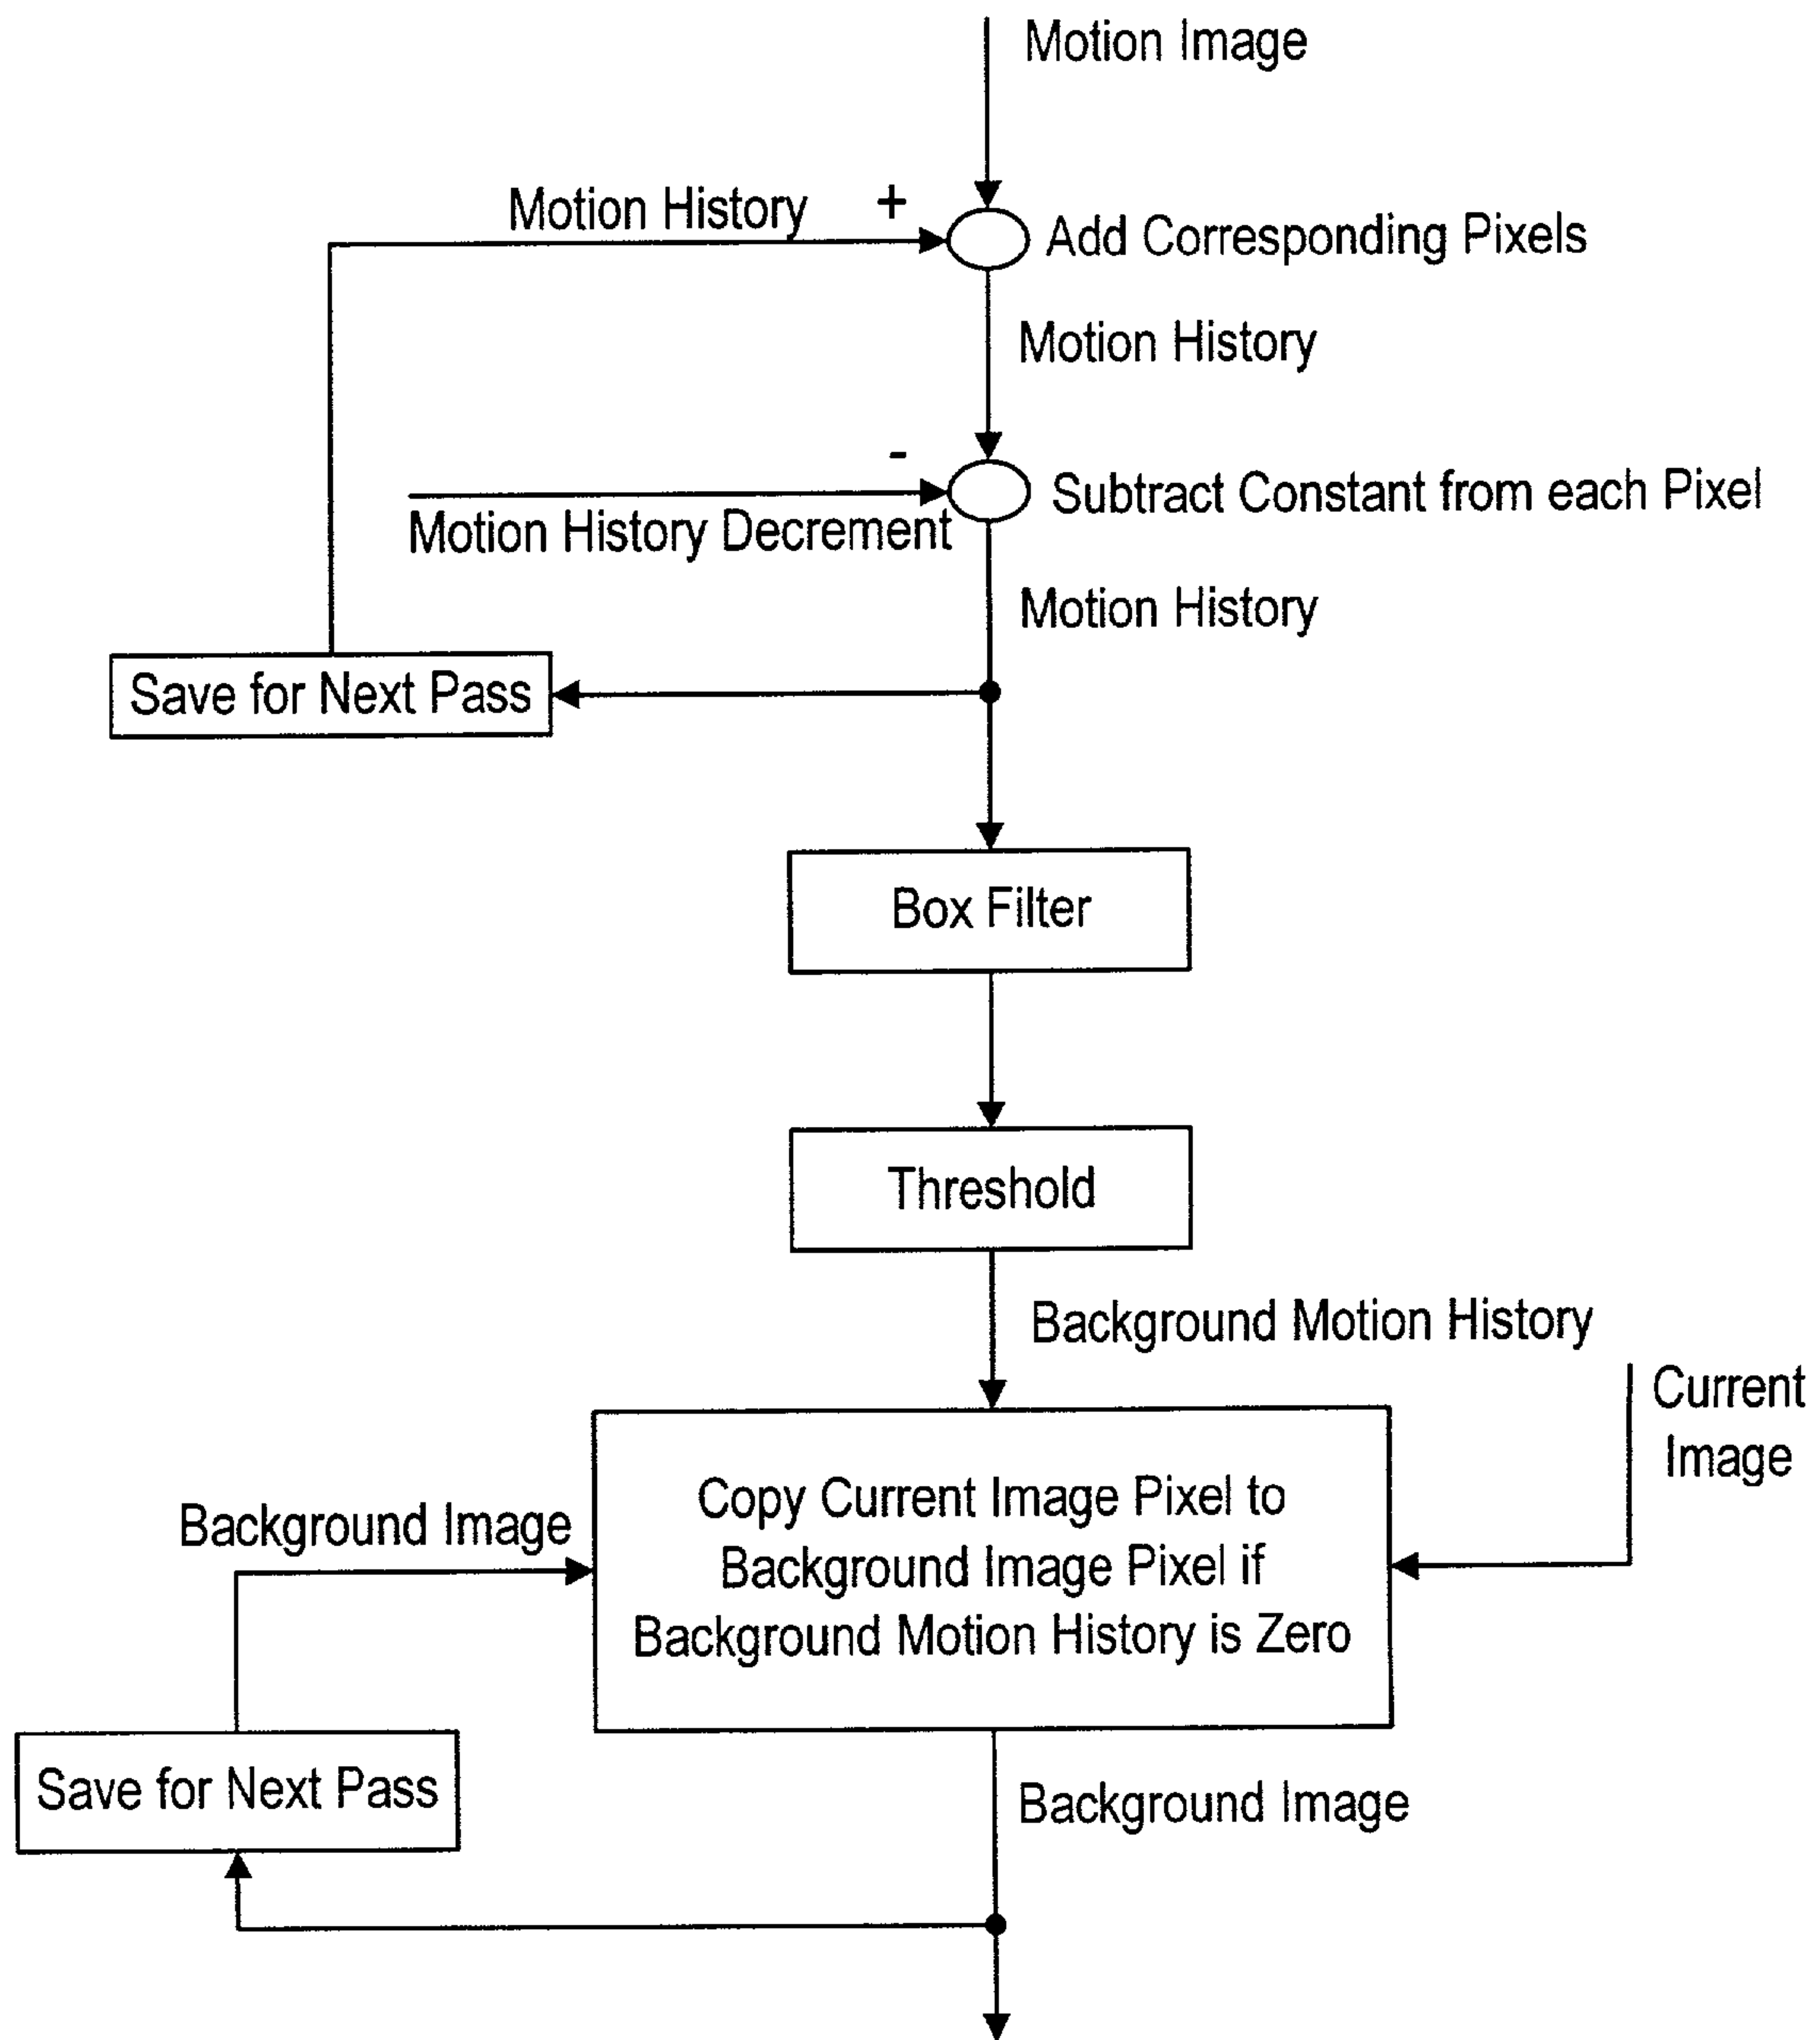 Motion Image
Motion History +
Add Corresponding Pixels
Motion History
-
Subtract Constant from each Pixel
Motion History Decrement
Motion History
Save for Next Pass
Box Filter
Threshold
Background Motion History
Current
Image
Copy Current Image Pixel to
Background Image Pixel if
Background Motion History is Zero
Background Image
Save for Next Pass
Background Image